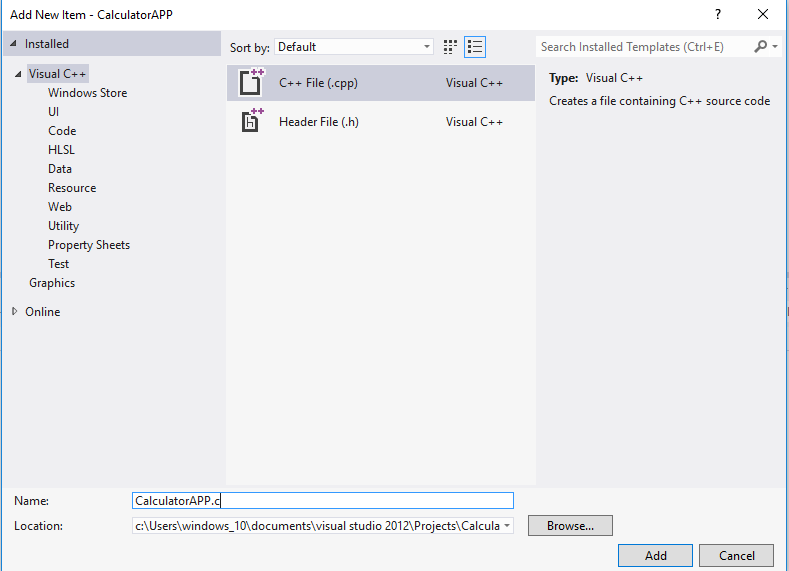 Add New Item - CalculatorAPP
?
Installed
Sort by: Default
Search Installed Templates (Ctrl+E)
Visual C++
Windows Store
UI
Code
HLSL
Data
Resource
Web
Utility
Property Sheets
Test
Graphics
Online
C++ File (.cpp) Visual C++
Header File (.h) Visual C++
Type: Visual C++
Creates a file containing C++ source code
Name: CalculatorAPP.c
Location: c:\Users\windows_10\documents\visual studio 2012\Projects\Calcula
Browse...
Add Cancel